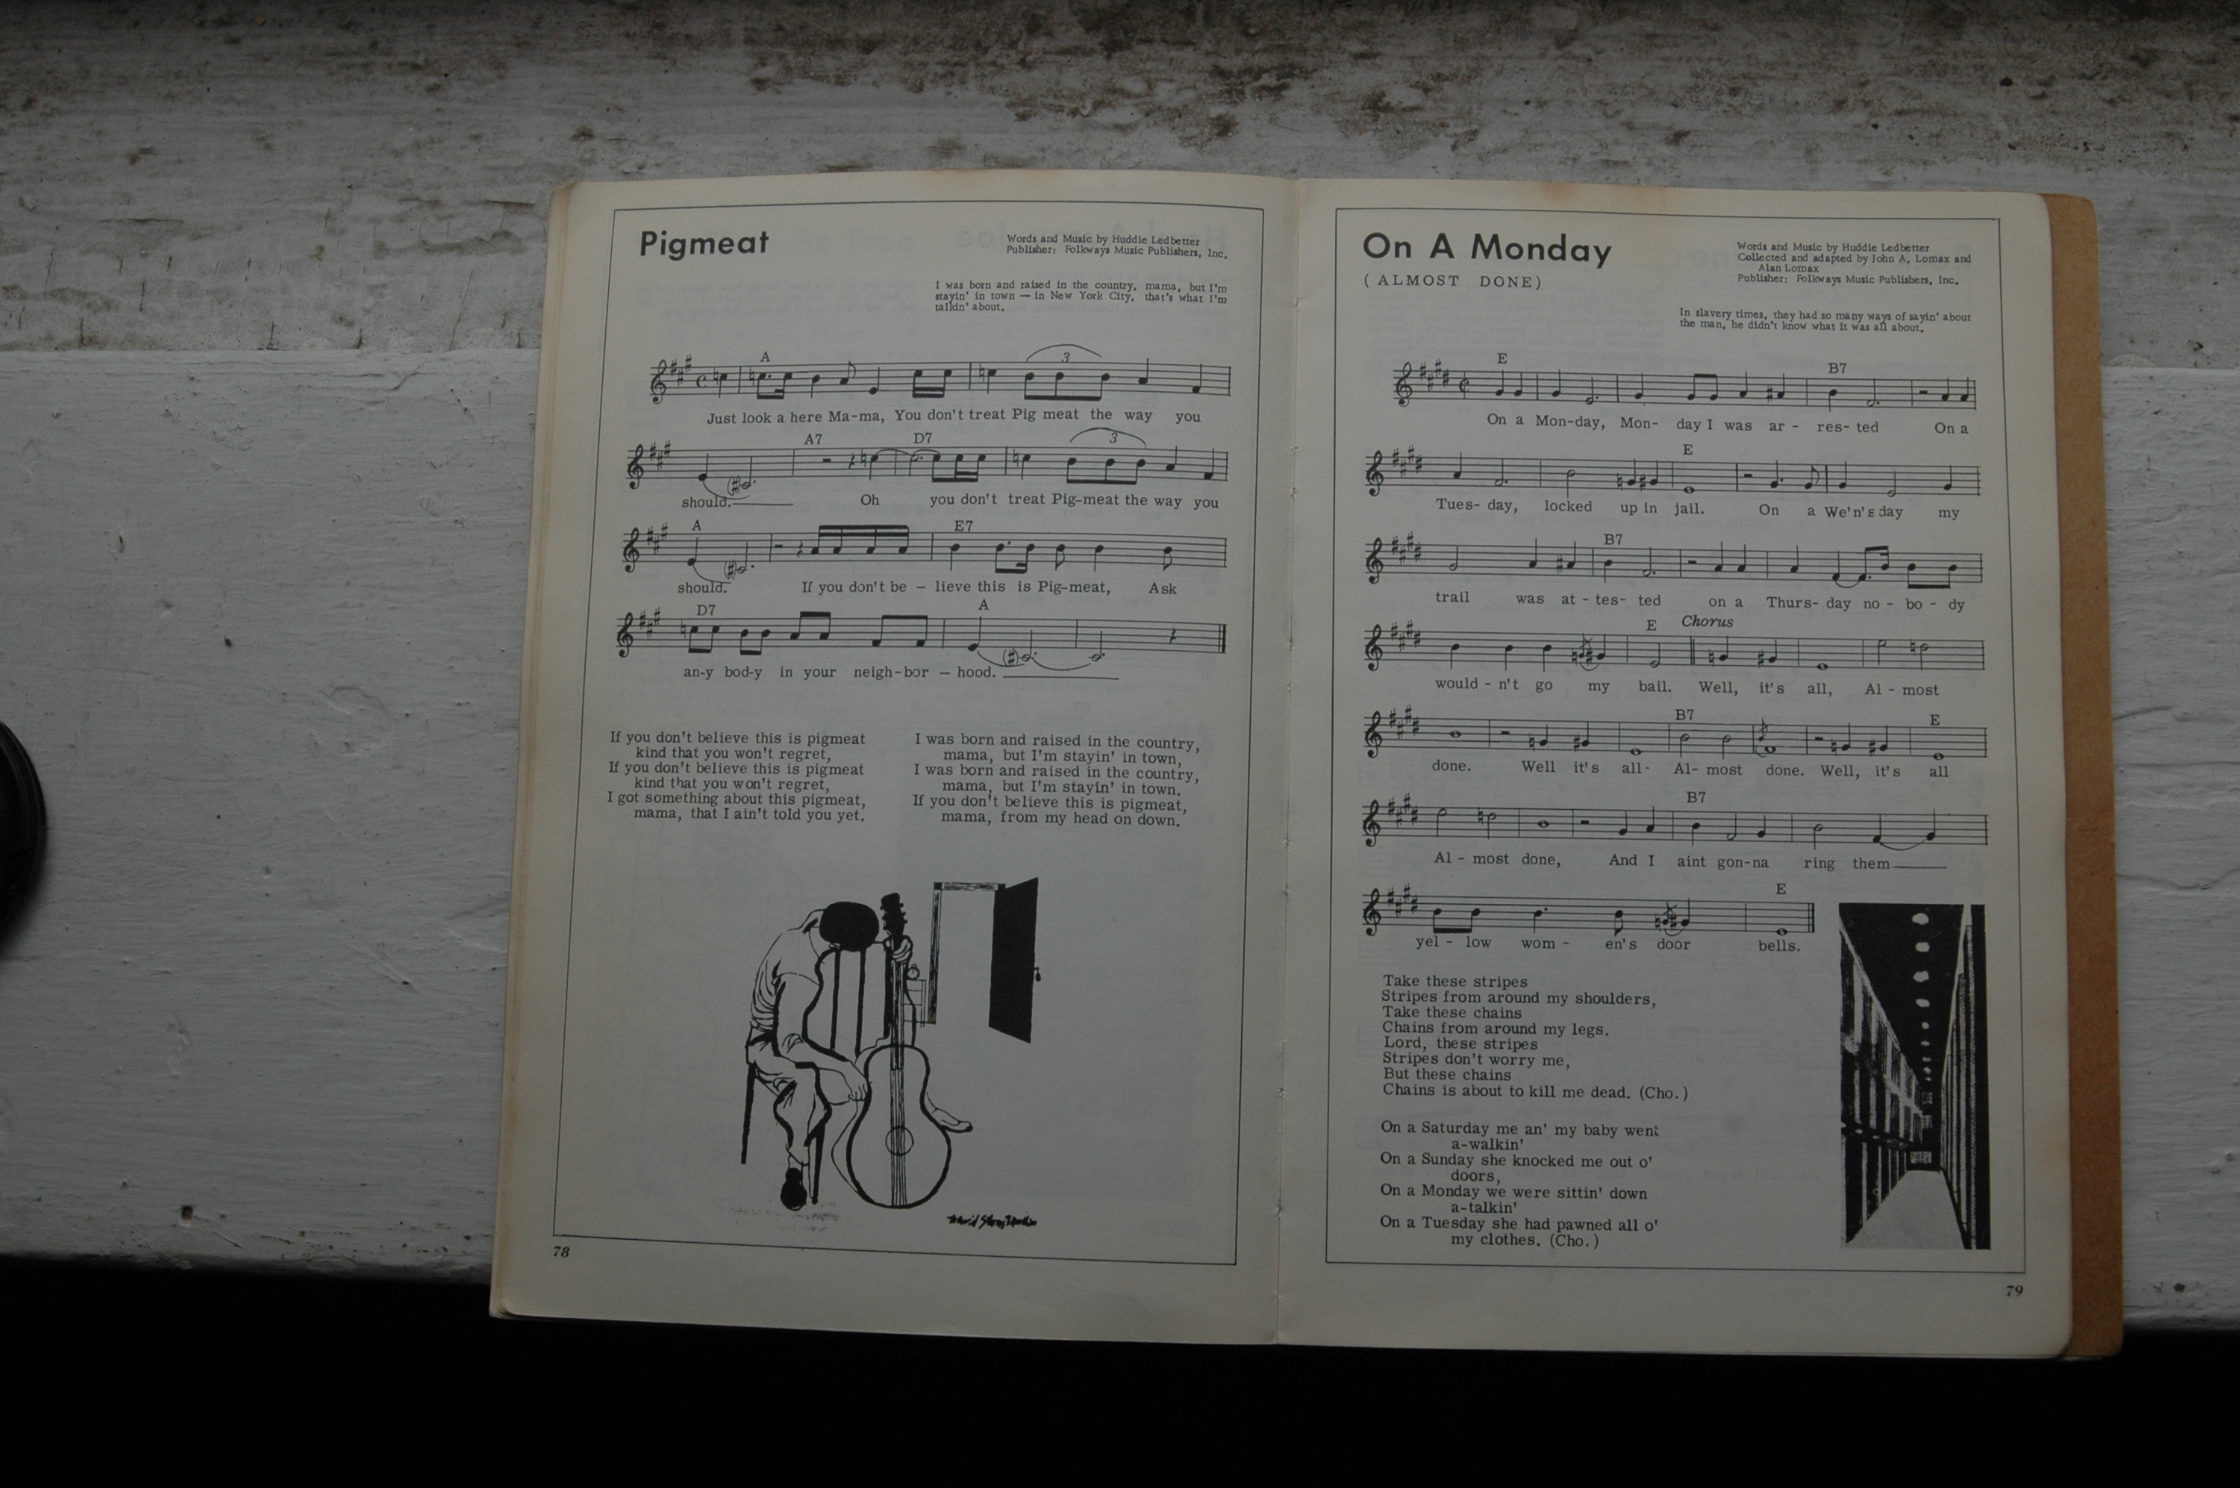 Pigmeat
Words and Music by Huddie Ledbetter
Publisher: Folkways Music Publishers, Inc.
I was born and raised in the country, mama, but I'm
stayin' in town — in New York City, that's what I'm
talkin' about.
A
3
Just look a here Ma-ma, You don't treat Pig meat the way you
A7 D7 3
should. Oh you don't treat Pig-meat the way you
A E7
should. If you don't be - lieve this is Pig-meat, Ask
D7 A
an-y bod-y in your neigh-bor - hood.
If you don't believe this is pigmeat
kind that you won't regret,
If you don't believe this is pigmeat
kind that you won't regret,
I got something about this pigmeat,
mama, that I ain't told you yet.
I was born and raised in the country,
mama, but I'm stayin' in town,
I was born and raised in the country,
mama, but I'm stayin' in town.
If you don't believe this is pigmeat,
mama, from my head on down.
78
On A Monday
(ALMOST DONE)
Words and Music by Huddie Ledbetter
Collected and adapted by John A. Lomax and
Alan Lomax
Publisher: Folkways Music Publishers, Inc.
In slavery times, they had so many ways of sayin' about
the man, he didn't know what it was all about.
E B7
On a Mon-day, Mon- day I was ar - res- ted On a
E
Tues- day, locked up in jail. On a We'n's day my
B7
trail was at - tes- ted on a Thurs- day no - bo - dy
E Chorus
would - n't go my bail. Well, it's all, Al - most
B7 E
done. Well it's all- Al- most done. Well, it's all
B7
Al - most done, And I aint gon-na ring them
E
yel - low wom - en's door bells.
Take these stripes
Stripes from around my shoulders,
Take these chains
Chains from around my legs.
Lord, these stripes
Stripes don't worry me,
But these chains
Chains is about to kill me dead. (Cho.)
On a Saturday me an' my baby went
a-walkin'
On a Sunday she knocked me out o'
doors,
On a Monday we were sittin' down
a-talkin'
On a Tuesday she had pawned all o'
my clothes. (Cho.)
79